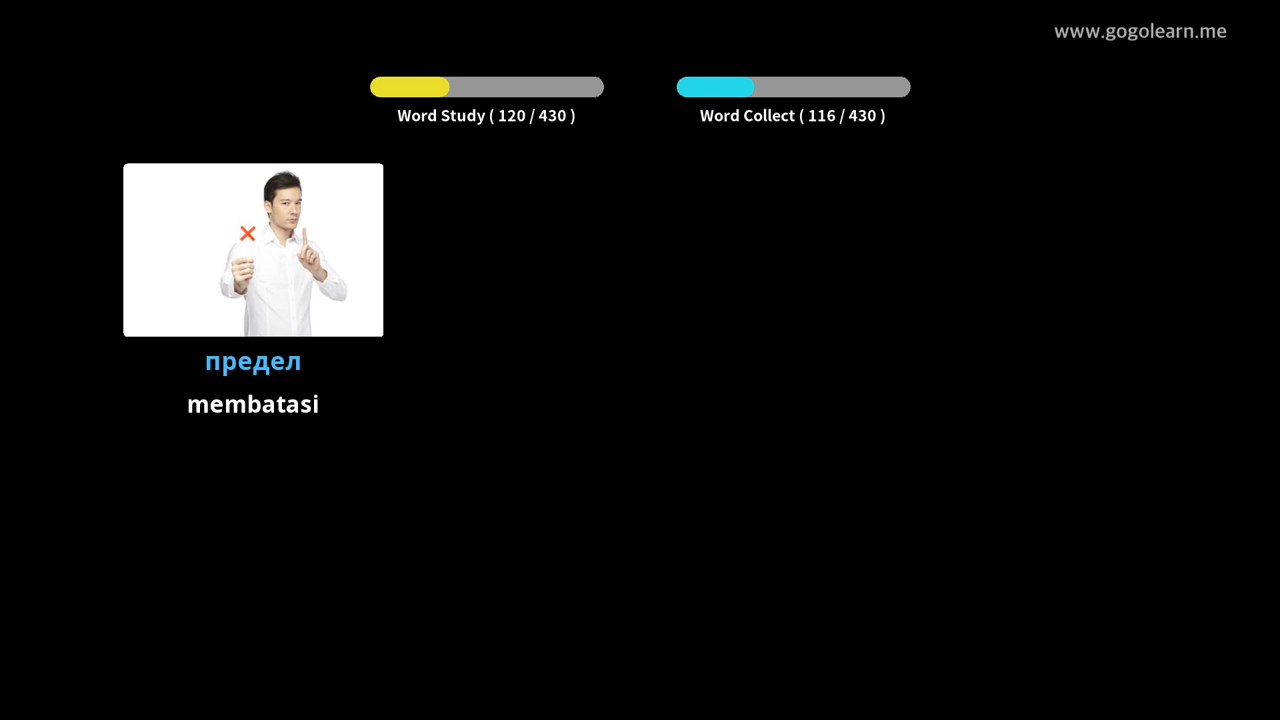 www.gogolearn.me
Word Study ( 120 / 430 )
Word Collect ( 116 / 430 )
предел
membatasi